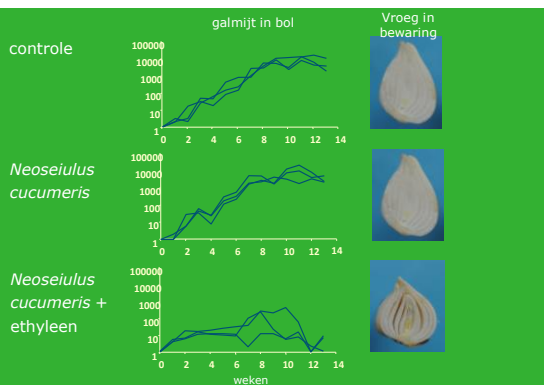 galmijt in bol
Vroeg in
bewaring
controle
100000
10000
1000
100
10
1
0 2 4 6 8 10 12 14
Neoseiulus
cucumeris
100000
10000
1000
100
10
1
0 2 4 6 8 10 12 14
Neoseiulus
cucumeris +
ethyleen
100000
10000
1000
100
10
1
0 2 4 6 8 10 12 14
weken